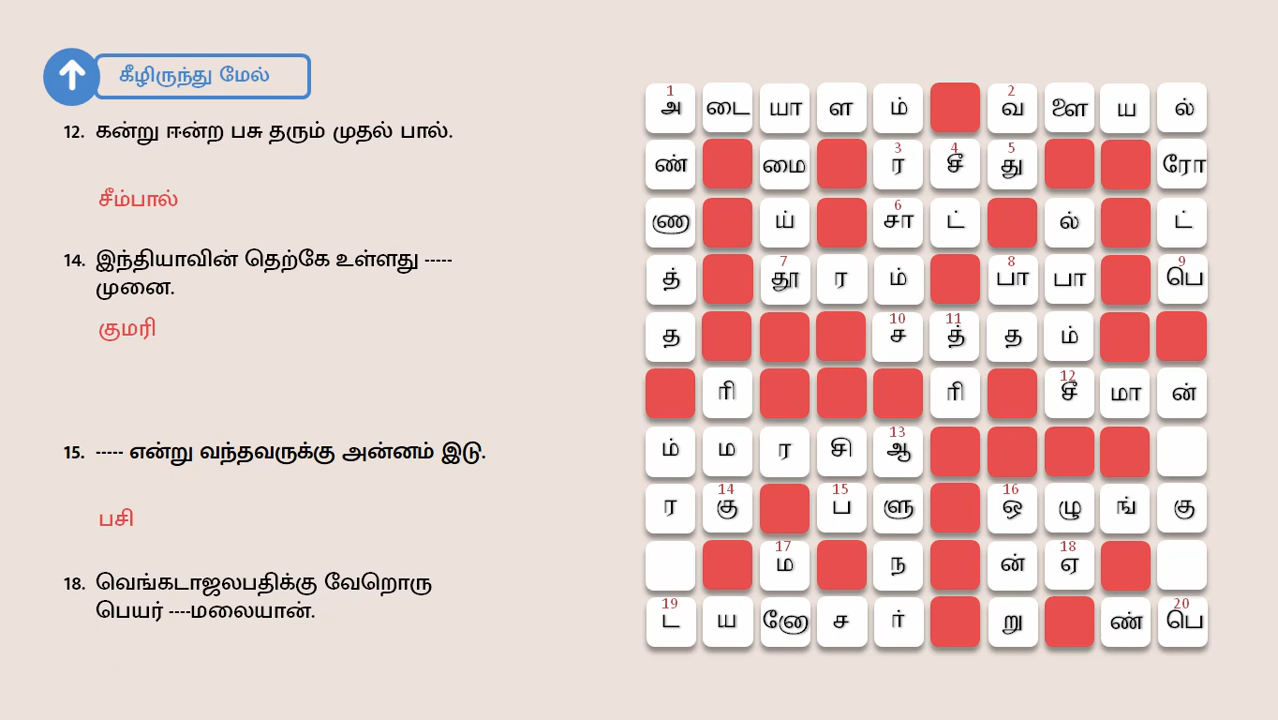 கீழிருந்து மேல்
12. கன்று ஈன்ற பசு தரும் முதல் பால்.
சீம்பால்
14. இந்தியாவின் தெற்கே உள்ளது -----
முனை.
குமரி
15. ----- என்று வந்தவருக்கு அன்னம் இடு.
பசி
18. வெங்கடாஜலபதிக்கு வேறொரு
பெயர் ----மலையான்.
1 அ டை யா ள ம் 2 வ ளை ய ல்
ண் மை 3 ர 4 சீ 5 து ரோ
ண ய் 6 சா ட் ல் ட்
த் 7 தூ ர ம் 8 பா பா 9 பெ
த 10 ச 11 த் த ம்
ரி ரி 12 சீ மா ன்
ம் ம ர சி 13 ஆ
ர 14 கு 15 ப ளு 16 ஒ ழு ங் கு
17 ம ந ன் 18 ஏ
19 ட ய னே ச ர் று ண் 20 பெ